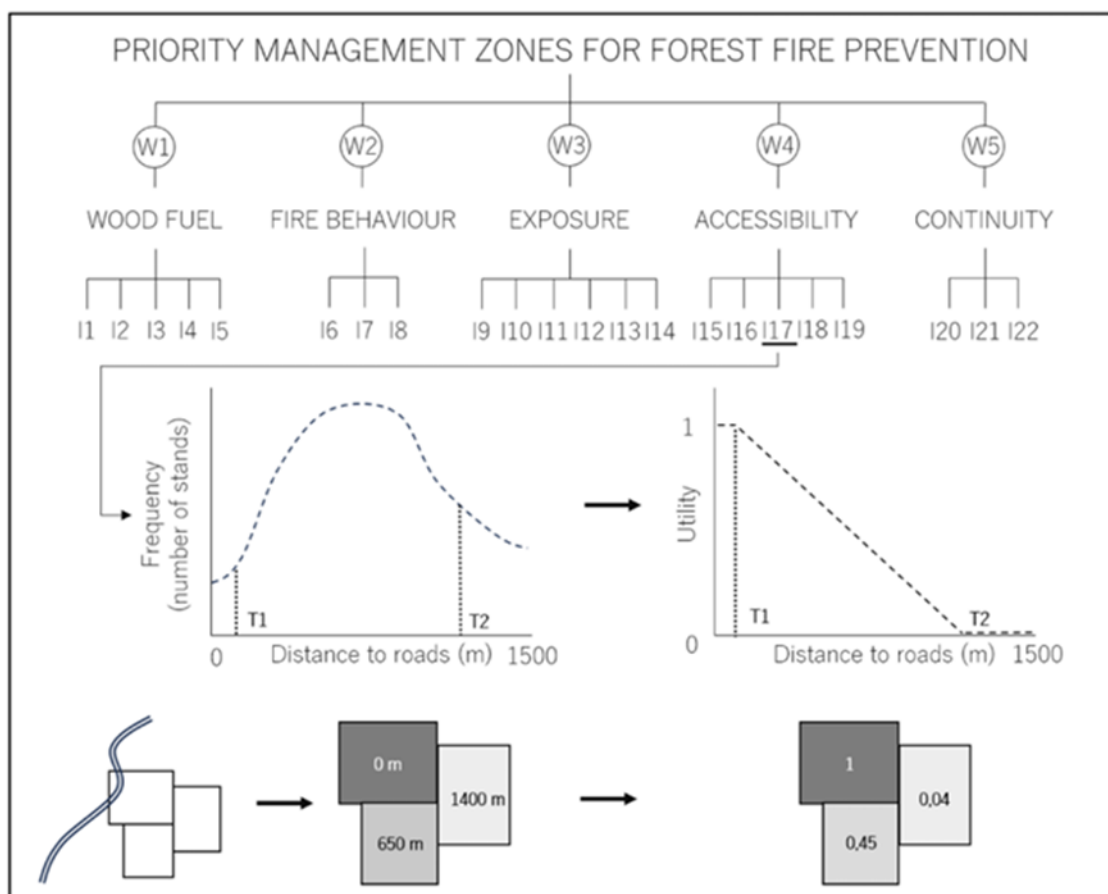 PRIORITY MANAGEMENT ZONES FOR FOREST FIRE PREVENTION
W1 W2 W3 W4 W5
WOOD FUEL FIRE BEHAVIOUR EXPOSURE ACCESSIBILITY CONTINUITY
I1 I2 I3 I4 I5 I6 I7 I8 I9 I10 I11 I12 I13 I14 I15 I16 I17 I18 I19 I20 I21 I22
Frequency
(number of stands)
T1 T2
0 Distance to roads (m) 1500
Utility
1
T1 T2
0 Distance to roads (m) 1500
0 m
1400 m
650 m
1
0,04
0,45